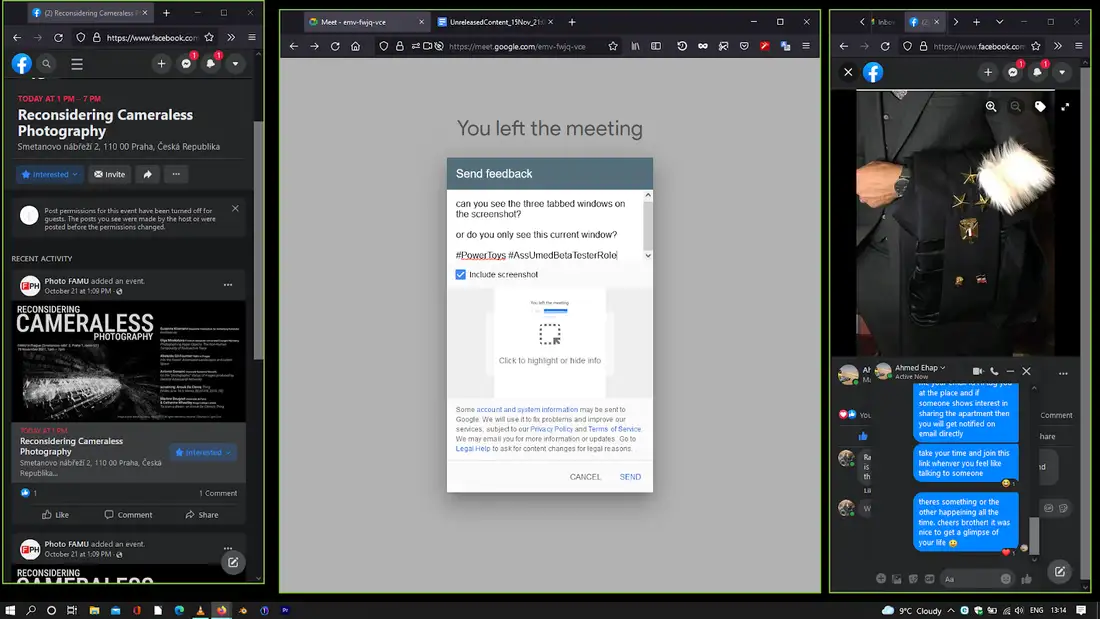 (2) Reconsidering Cameraless P
https://www.facebook.com
TODAY AT 1 PM – 7 PM
Reconsidering Cameraless
Photography
Smetanovo nábřeží 2, 110 00 Praha, Česká Republika
Interested
Invite
Post permissions for this event have been turned off for
guests. The posts you see were made by the host or were
posted before the permissions changed.
RECENT ACTIVITY
Photo FAMU added an event.
October 21 at 1:09 PM
RECONSIDERING
CAMERALESS
PHOTOGRAPHY
TODAY AT 1 PM
Reconsidering Cameraless
Photography
Smetanovo nábřeží 2, 110 00 Praha, Česká
Republika...
Interested
1
1 Comment
Like
Comment
Share
Photo FAMU added an event.
October 21 at 1:09 PM
RECONSIDERING
Meet - emv-fwjq-vce
UnreleasedContent_15Nov_21
https://meet.google.com/emv-fwjq-vce
You left the meeting
Send feedback
can you see the three tabbed windows on
the screenshot?
or do you only see this current window?
#PowerToys #AssUmedBetaTesterRole
Include screenshot
You left the meeting
Click to highlight or hide info
Some account and system information may be sent to
Google. We will use it to fix problems and improve our
services, subject to our Privacy Policy and Terms of Service.
We may email you for more information or updates. Go to
Legal Help to ask for content changes for legal reasons.
CANCEL
SEND
Inbo
(2)
https://www.facebook.com
1
1
Ahmed Ehap
Active Now
at the place and if
someone shows interest in
sharing the apartment then
you will get notified on
email directly
take your time and join this
link whenver you feel like
talking to someone
theres something or the
other happeining all the
time, cheers brother! it was
nice to get a glimpse of
your life
You
Comment
hare
Aa
9°C Cloudy
ENG
13:14